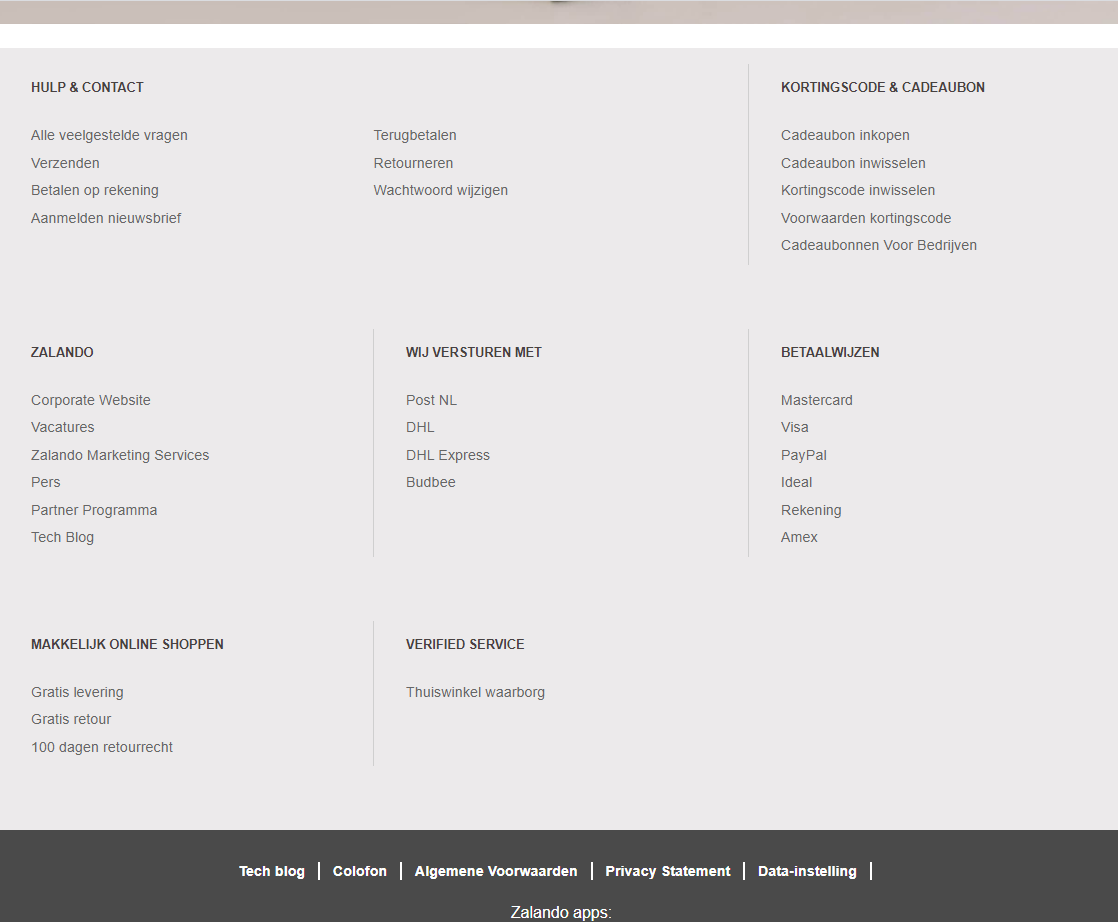 HULP & CONTACT
Alle veelgestelde vragen
Verzenden
Betalen op rekening
Aanmelden nieuwsbrief
Terugbetalen
Retourneren
Wachtwoord wijzigen
KORTINGSCODE & CADEAUBON
Cadeaubon inkopen
Cadeaubon inwisselen
Kortingscode inwisselen
Voorwaarden kortingscode
Cadeaubonnen Voor Bedrijven
ZALANDO
Corporate Website
Vacatures
Zalando Marketing Services
Pers
Partner Programma
Tech Blog
WIJ VERSTUREN MET
Post NL
DHL
DHL Express
Budbee
BETAALWIJZEN
Mastercard
Visa
PayPal
Ideal
Rekening
Amex
MAKKELIJK ONLINE SHOPPEN
Gratis levering
Gratis retour
100 dagen retourrecht
VERIFIED SERVICE
Thuiswinkel waarborg
Tech blog | Colofon | Algemene Voorwaarden | Privacy Statement | Data-instelling |
Zalando apps: